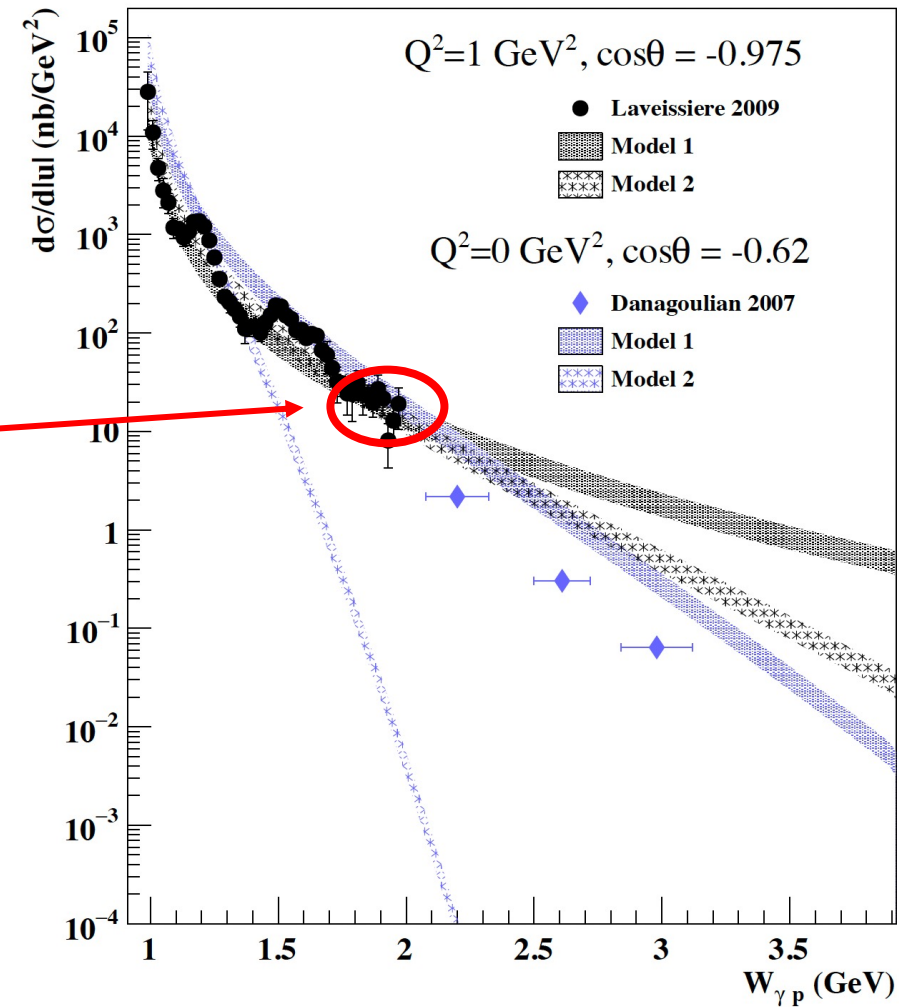 dσ/d|u| (nb/GeV²)
10⁵
10⁴
10³
10²
10
1
10⁻¹
10⁻²
10⁻³
10⁻⁴
Q²=1 GeV², cosθ = -0.975
Laveissiere 2009
Model 1
Model 2
Q²=0 GeV², cosθ = -0.62
Danagoulian 2007
Model 1
Model 2
1 1.5 2 2.5 3 3.5
W_γ p (GeV)